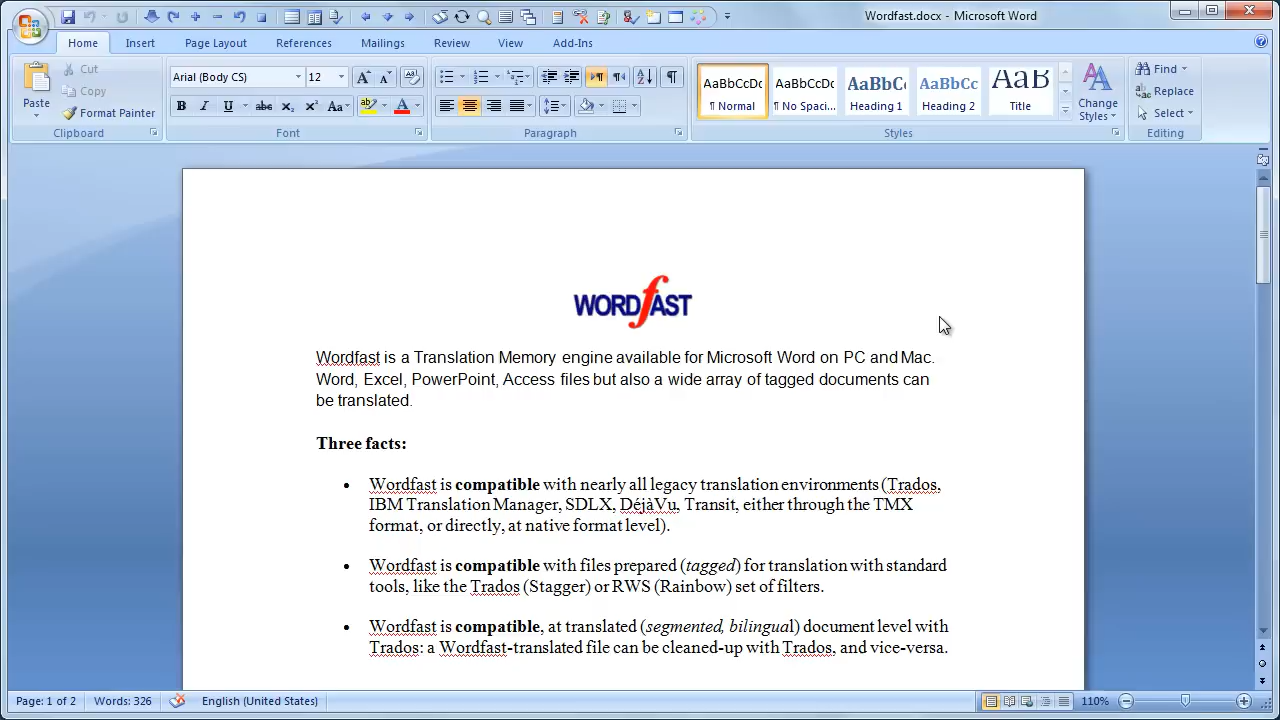 Wordfast.docx - Microsoft Word
Home Insert Page Layout References Mailings Review View Add-Ins
Paste
Cut
Copy
Format Painter
Clipboard
Arial (Body CS) 12
B I U abc x₂ x² Aa
Font
Paragraph
AaBbCcDc AaBbCcDc AaBbCc AaBbCc AaB
¶ Normal ¶ No Spaci... Heading 1 Heading 2 Title
Change Styles
Styles
Find
Replace
Select
Editing
WORDfAST
Wordfast is a Translation Memory engine available for Microsoft Word on PC and Mac.
Word, Excel, PowerPoint, Access files but also a wide array of tagged documents can
be translated.
Three facts:
• Wordfast is compatible with nearly all legacy translation environments (Trados,
IBM Translation Manager, SDLX, DéjàVu, Transit, either through the TMX
format, or directly, at native format level).
• Wordfast is compatible with files prepared (tagged) for translation with standard
tools, like the Trados (Stagger) or RWS (Rainbow) set of filters.
• Wordfast is compatible, at translated (segmented, bilingual) document level with
Trados: a Wordfast-translated file can be cleaned-up with Trados, and vice-versa.
Page: 1 of 2 Words: 326 English (United States) 110%